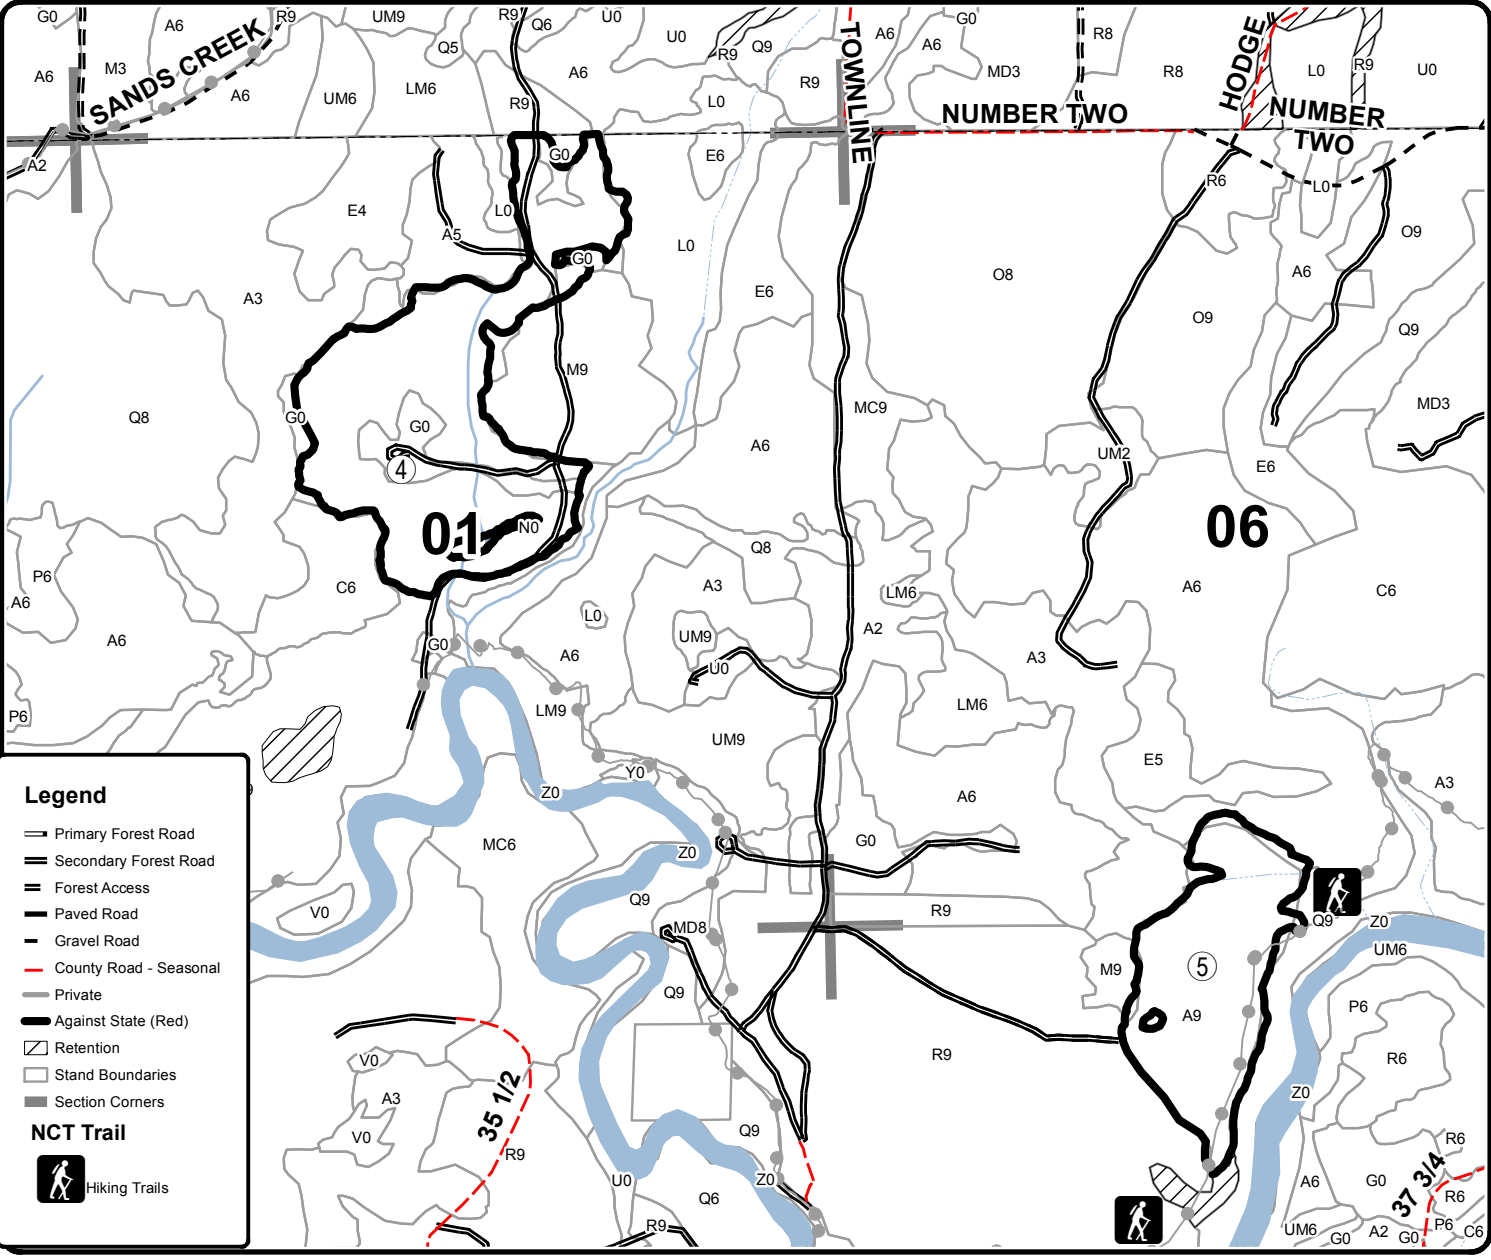 G0
A6
R9
UM9
R9
Q6
U0
U0
R9
Q9
A6
A6
G0
R8
HODGE
SANDS CREEK
TOWNLINE
A6
M3
A6
UM6
LM6
Q5
A6
R9
L0
R9
MD3
R8
L0
R9
U0
NUMBER TWO
NUMBER
TWO
A2
G0
E6
R6
L0
E4
L0
A5
G0
L0
O8
O9
A6
A3
E6
O9
Q9
M9
Q8
G0
G0
MC9
MD3
A6
UM2
E6
4
01
N0
06
Q8
P6
A6
C6
A3
LM6
A6
C6
A6
L0
UM9
A2
G0
A6
U0
A3
P6
LM9
LM6
UM9
E5
Y0
A3
Z0
A6
MC6
Z0
G0
V0
Q9
R9
MD8
Q9
Z0
UM6
M9
5
Q9
A9
P6
R9
R6
V0
A3
Z0
35 1/2
V0
Q9
R9
R6
U0
Z0
A6
G0
37 3/4
R6
Q6
R9
UM6
G0
A2
G0
P6
C6
Legend
Primary Forest Road
Secondary Forest Road
Forest Access
Paved Road
Gravel Road
County Road - Seasonal
Private
Against State (Red)
Retention
Stand Boundaries
Section Corners
NCT Trail
Hiking Trails